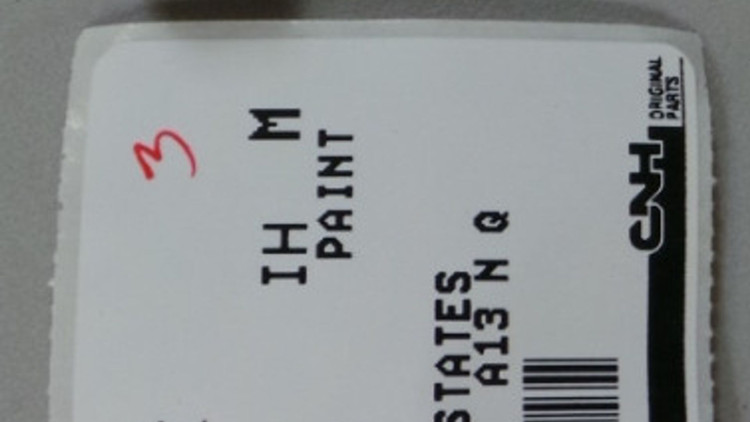 3
IH M
PAINT
STATES
A13 N Q
CNH ORIGINAL
PARTS